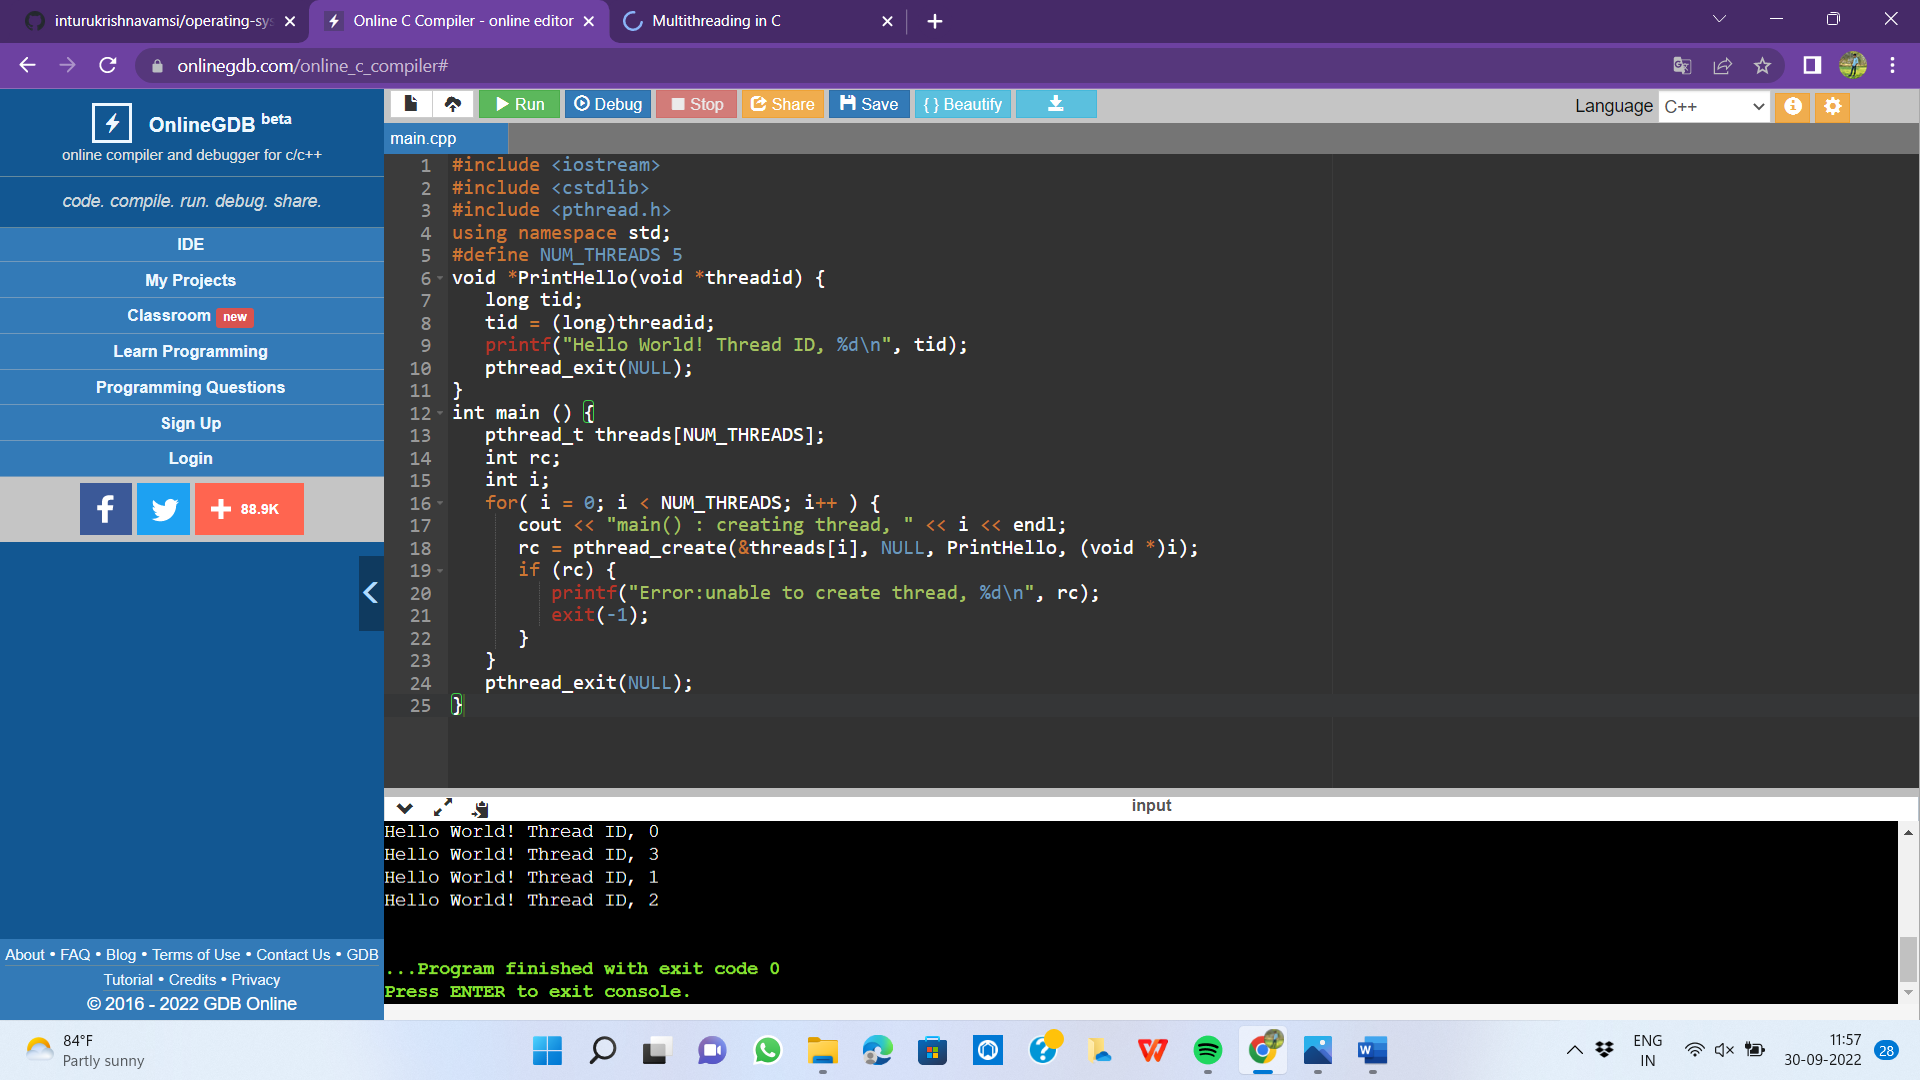 inturukrishnavamsi/operating-sys
Online C Compiler - online editor
Multithreading in C
onlinegdb.com/online_c_compiler#
OnlineGDB beta
online compiler and debugger for c/c++
code. compile. run. debug. share.
IDE
My Projects
Classroom new
Learn Programming
Programming Questions
Sign Up
Login
88.9K
About • FAQ • Blog • Terms of Use • Contact Us • GDB
Tutorial • Credits • Privacy
© 2016 - 2022 GDB Online
Run Debug Stop Share Save { } Beautify
Language C++
main.cpp
1 #include <iostream>
2 #include <cstdlib>
3 #include <pthread.h>
4 using namespace std;
5 #define NUM_THREADS 5
6 void *PrintHello(void *threadid) {
7 long tid;
8 tid = (long)threadid;
9 printf("Hello World! Thread ID, %d\n", tid);
10 pthread_exit(NULL);
11 }
12 int main () {
13 pthread_t threads[NUM_THREADS];
14 int rc;
15 int i;
16 for( i = 0; i < NUM_THREADS; i++ ) {
17 cout << "main() : creating thread, " << i << endl;
18 rc = pthread_create(&threads[i], NULL, PrintHello, (void *)i);
19 if (rc) {
20 printf("Error:unable to create thread, %d\n", rc);
21 exit(-1);
22 }
23 }
24 pthread_exit(NULL);
25 }
input
Hello World! Thread ID, 0
Hello World! Thread ID, 3
Hello World! Thread ID, 1
Hello World! Thread ID, 2
...Program finished with exit code 0
Press ENTER to exit console.
84°F
Partly sunny
ENG
IN
11:57
30-09-2022
28